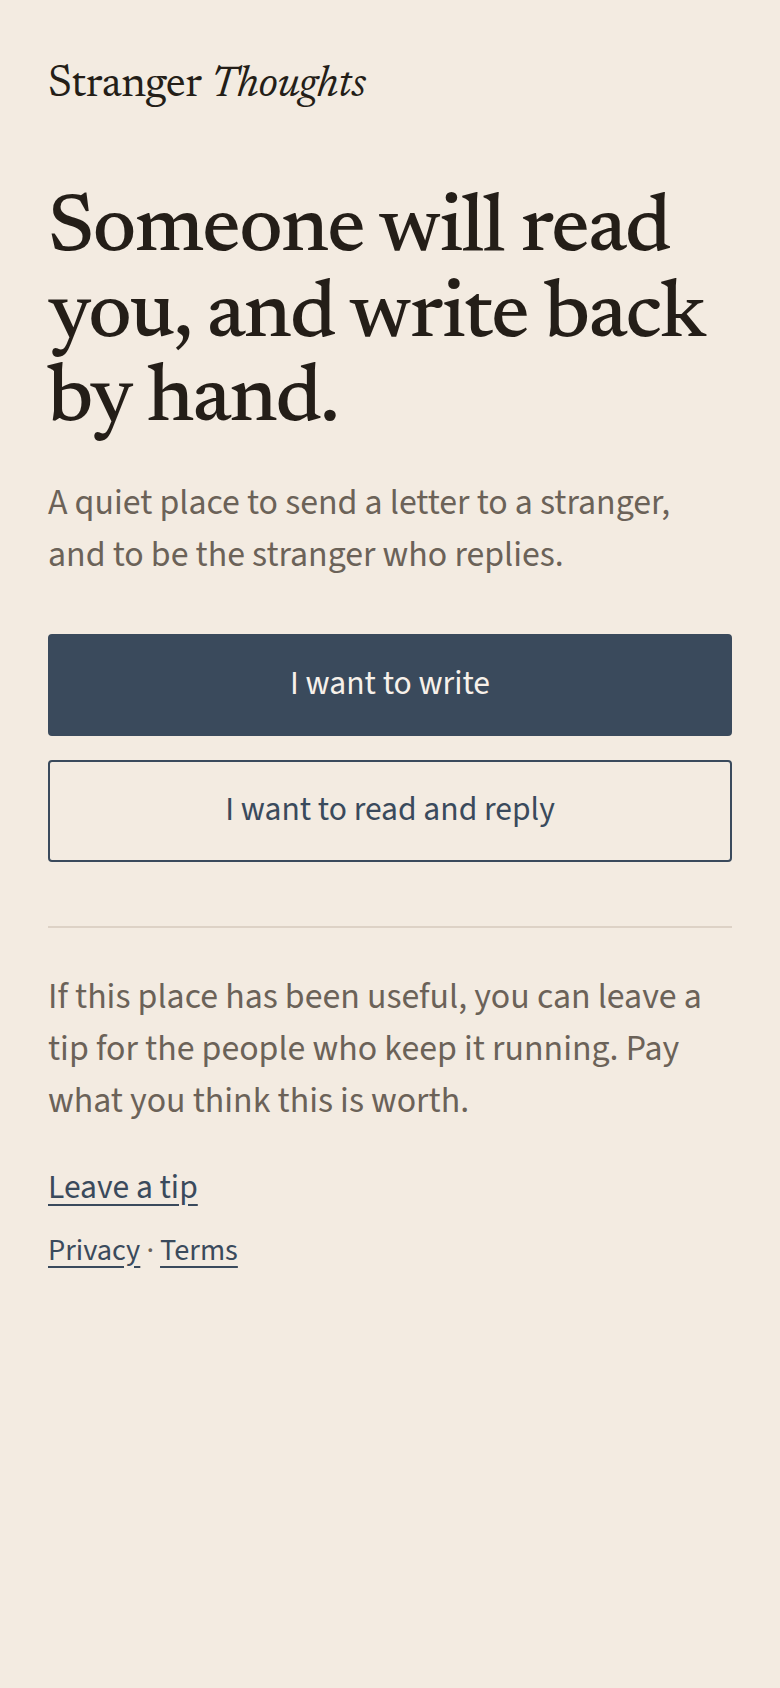 Stranger Thoughts
Someone will read
you, and write back
by hand.
A quiet place to send a letter to a stranger,
and to be the stranger who replies.
I want to write
I want to read and reply
If this place has been useful, you can leave a
tip for the people who keep it running. Pay
what you think this is worth.
Leave a tip
Privacy · Terms